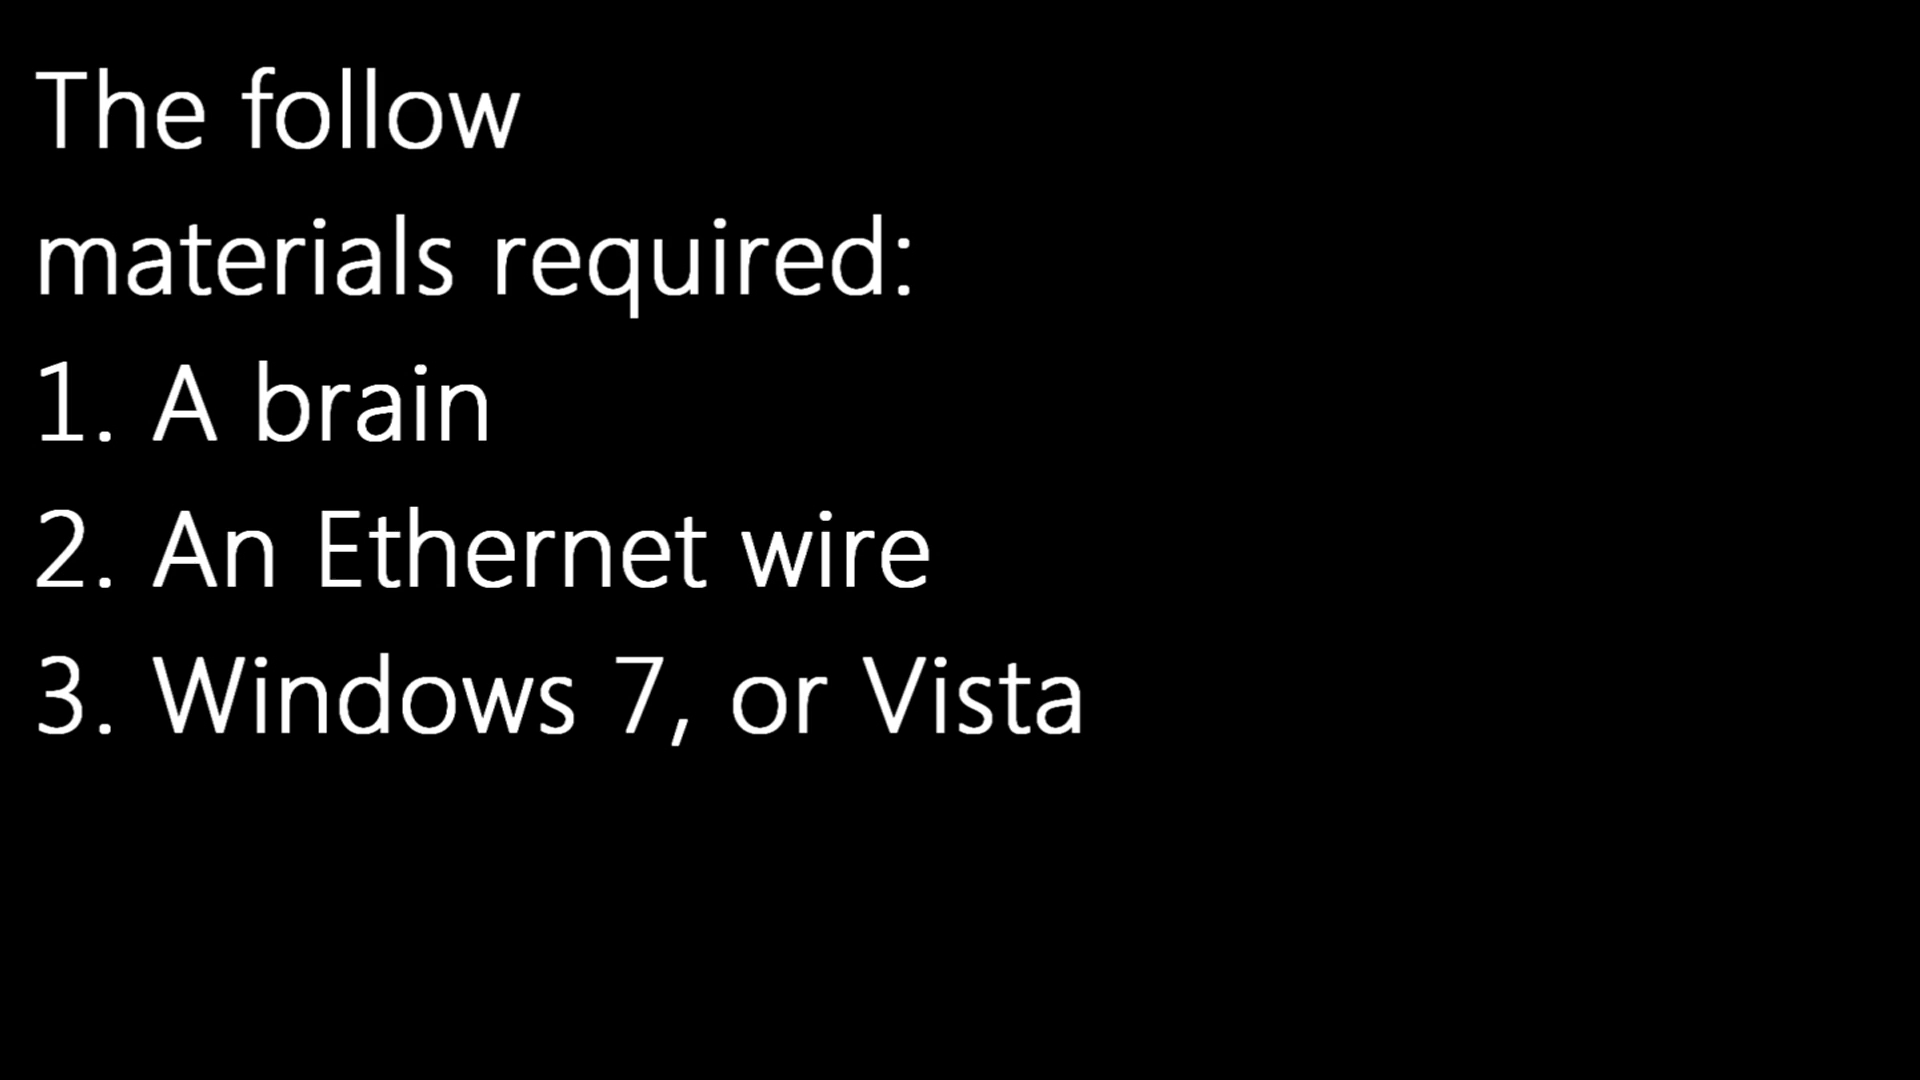 The follow
materials required:
1. A brain
2. An Ethernet wire
3. Windows 7, or Vista